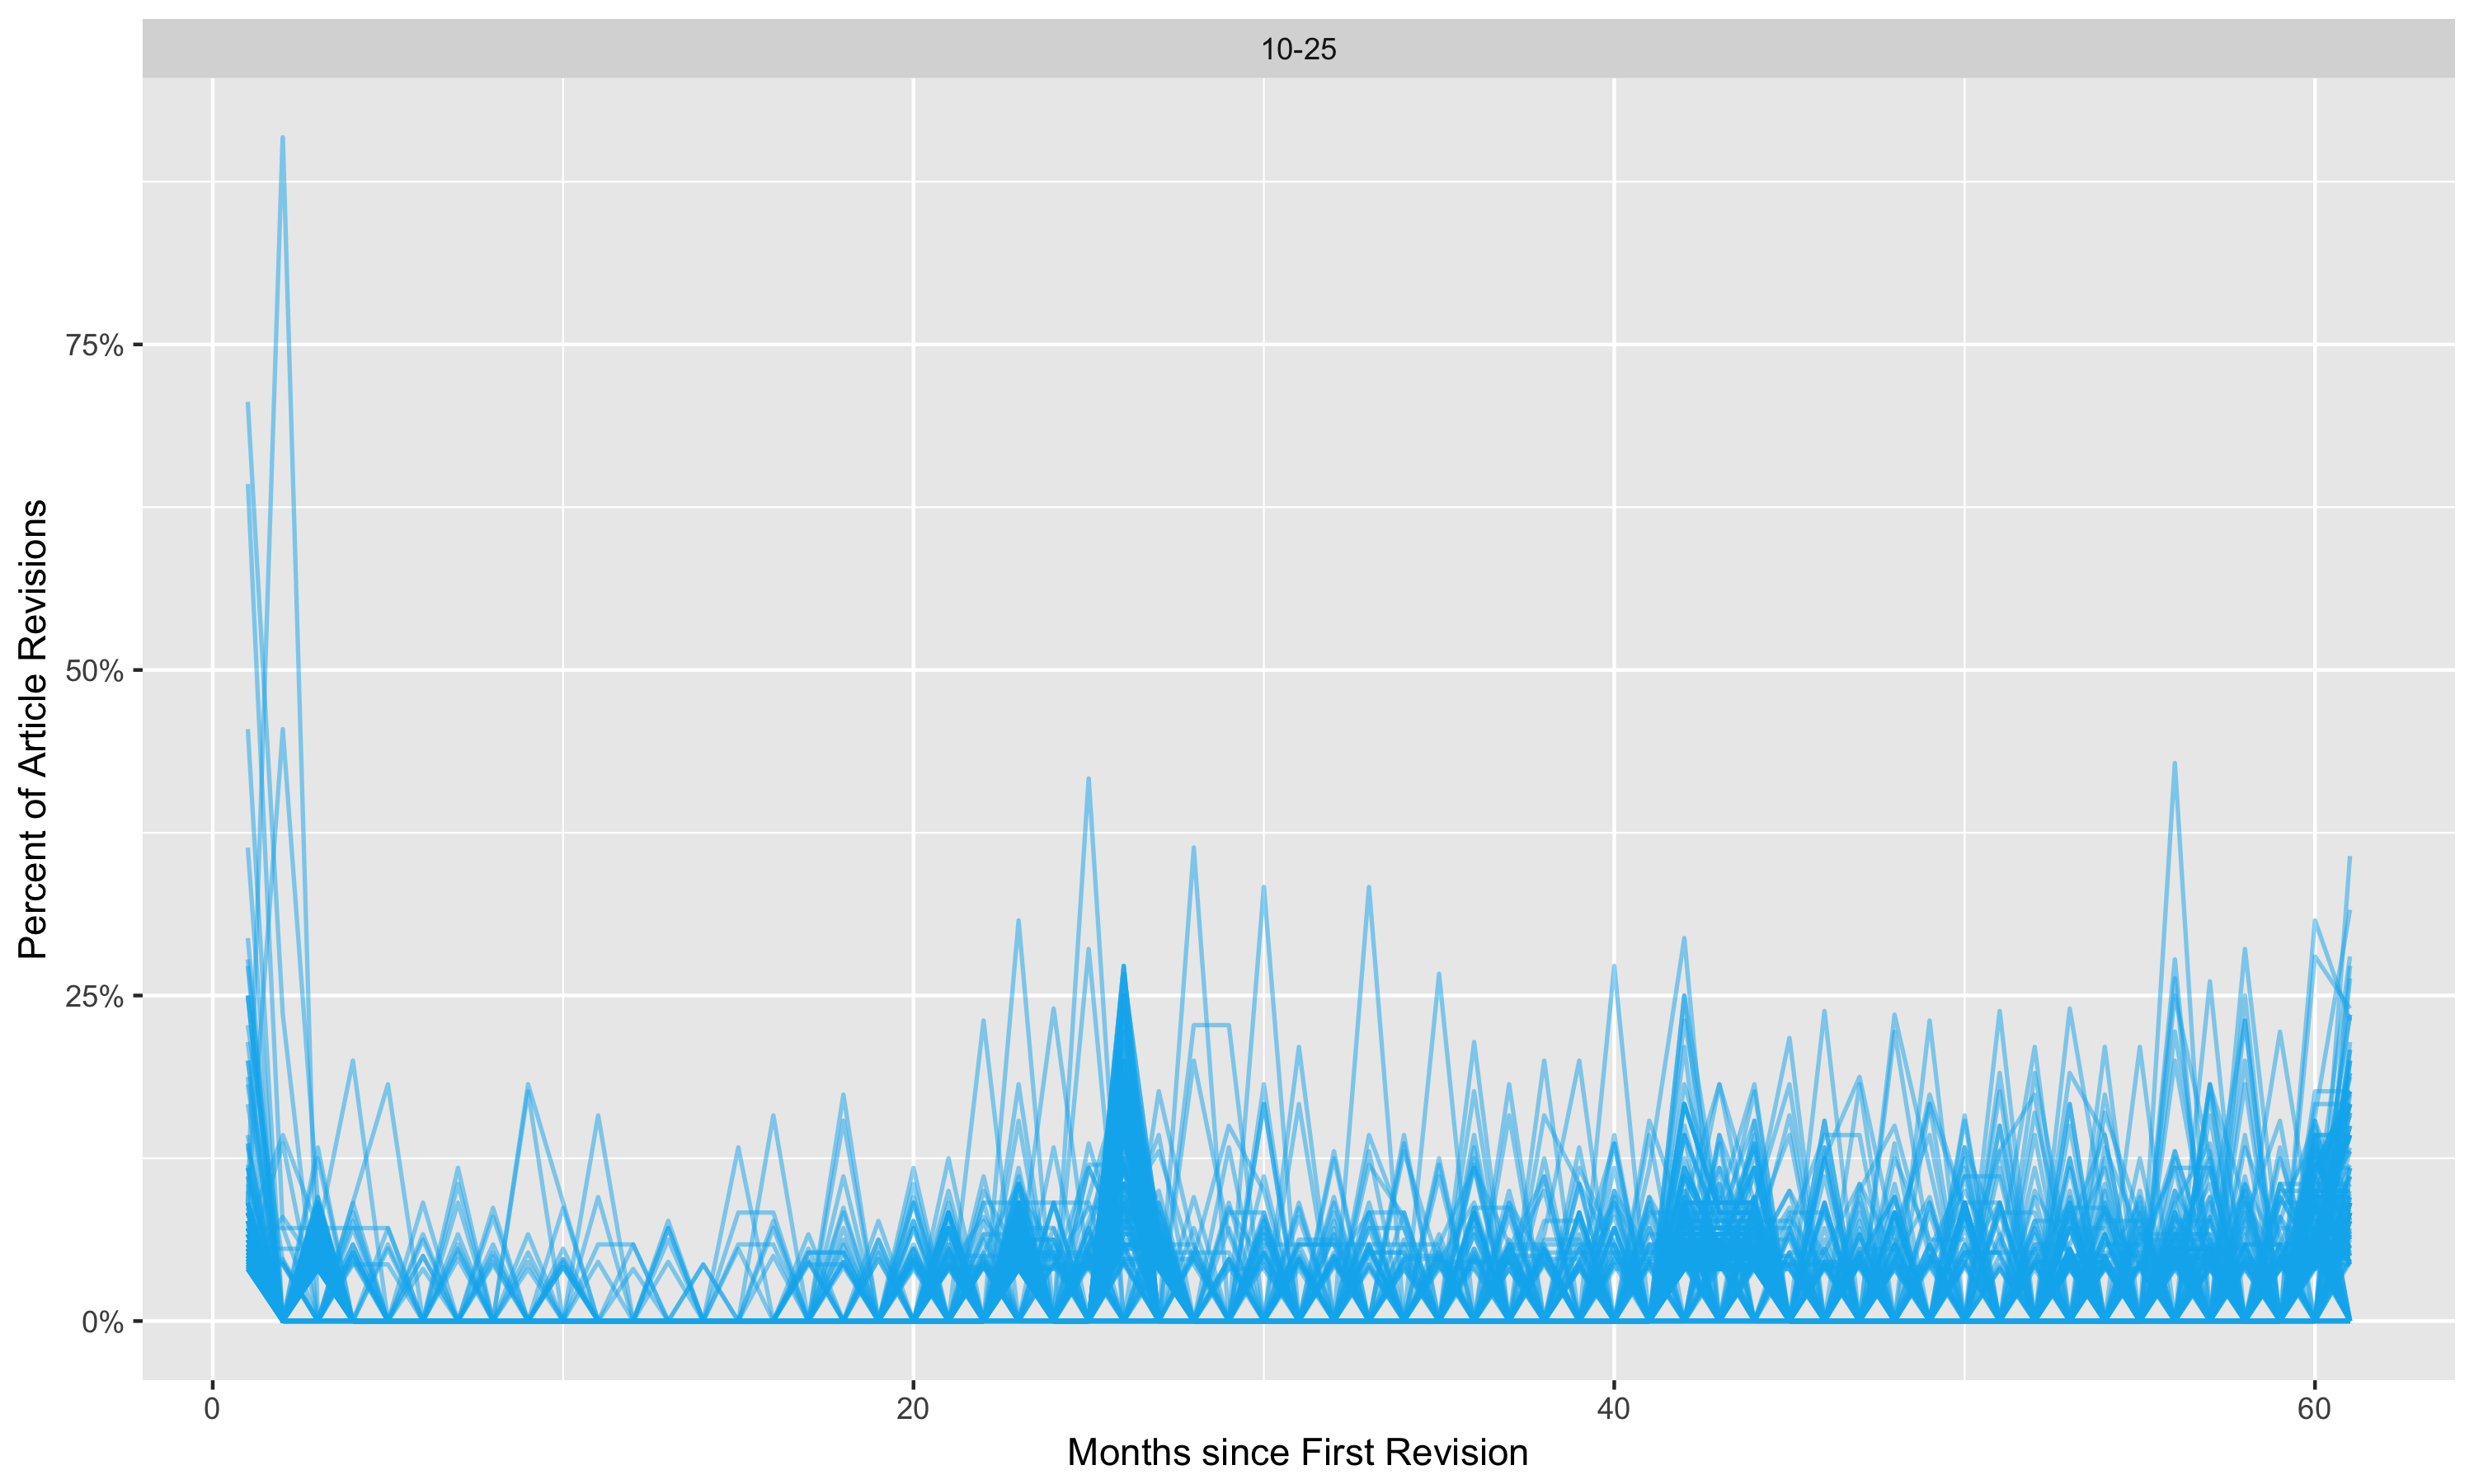 10-25
Percent of Article Revisions
75%
50%
25%
0%
0 20 40 60
Months since First Revision